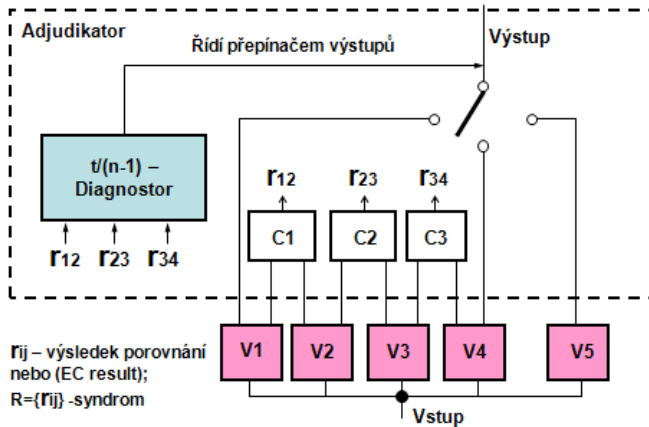 Adjudikator
Řídí přepínačem výstupů
Výstup
t/(n-1) –
Diagnostor
r12 r23 r34
r12 r23 r34
C1 C2 C3
V1 V2 V3 V4 V5
rij – výsledek porovnání
nebo (EC result);
R={rij} -syndrom
Vstup